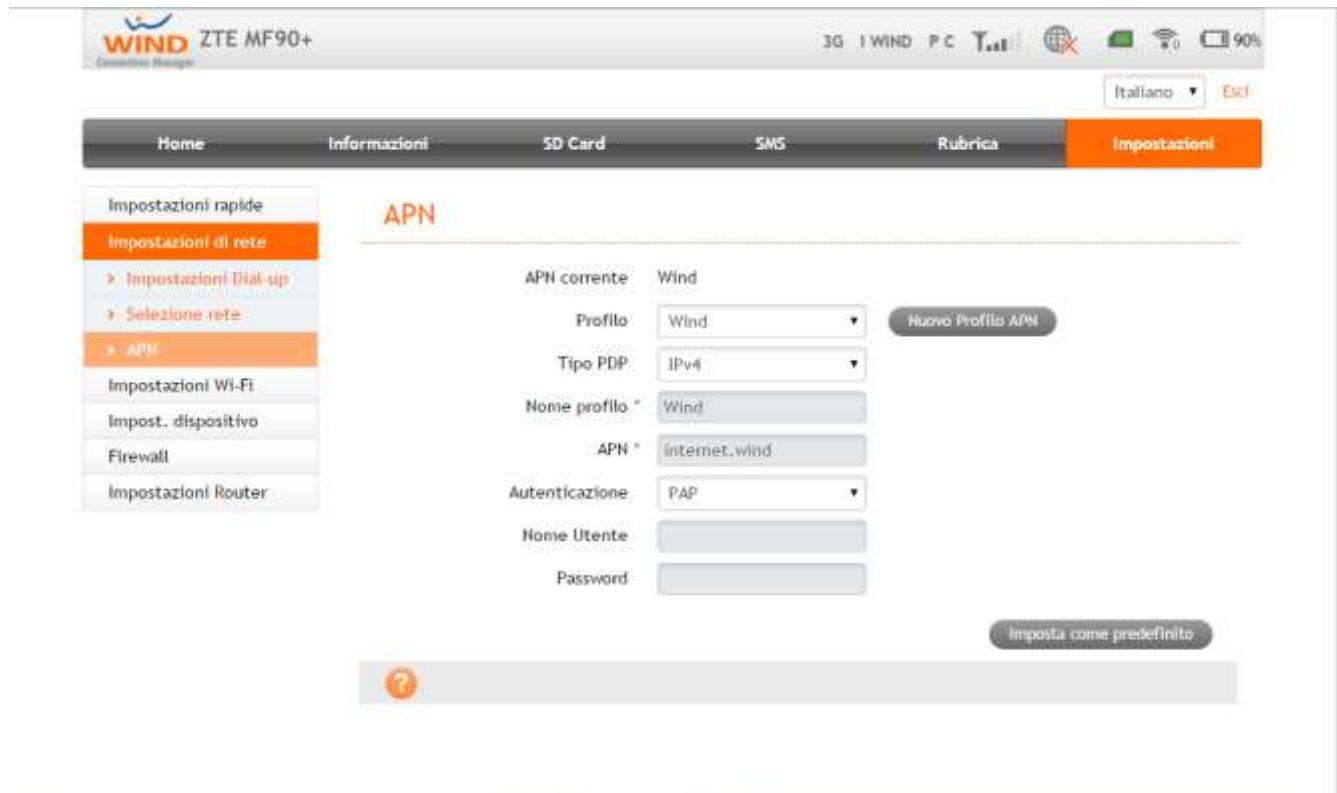 WIND ZTE MF90+
Connection Manager
3G I WIND P C 0 90%
Italiano Esci
Home Informazioni SD Card SMS Rubrica Impostazioni
Impostazioni rapide
Impostazioni di rete
> Impostazioni Dial-up
> Selezione rete
> APN
Impostazioni Wi-Fi
Impost. dispositivo
Firewall
Impostazioni Router
APN
APN corrente Wind
Profilo Wind Nuovo Profilo APN
Tipo PDP IPv4
Nome profilo * Wind
APN * internet.wind
Autenticazione PAP
Nome Utente
Password
Imposta come predefinito
?